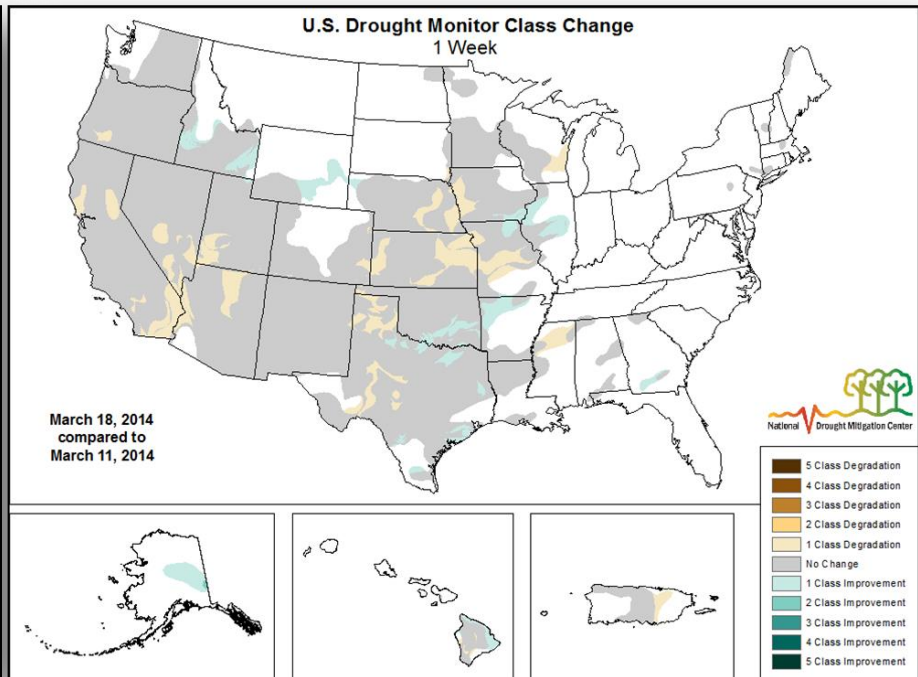 U.S. Drought Monitor Class Change
1 Week
March 18, 2014
compared to
March 11, 2014
National Drought Mitigation Center
5 Class Degradation
4 Class Degradation
3 Class Degradation
2 Class Degradation
1 Class Degradation
No Change
1 Class Improvement
2 Class Improvement
3 Class Improvement
4 Class Improvement
5 Class Improvement